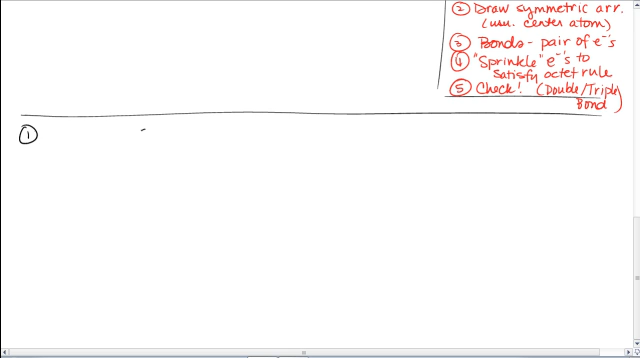 ② Draw symmetric arr.
(usu. center atom)
③ Bonds - pair of e⁻'s
④ "Sprinkle" e⁻'s to
satisfy octet rule
⑤ Check! (Double/Triple
Bond)
①